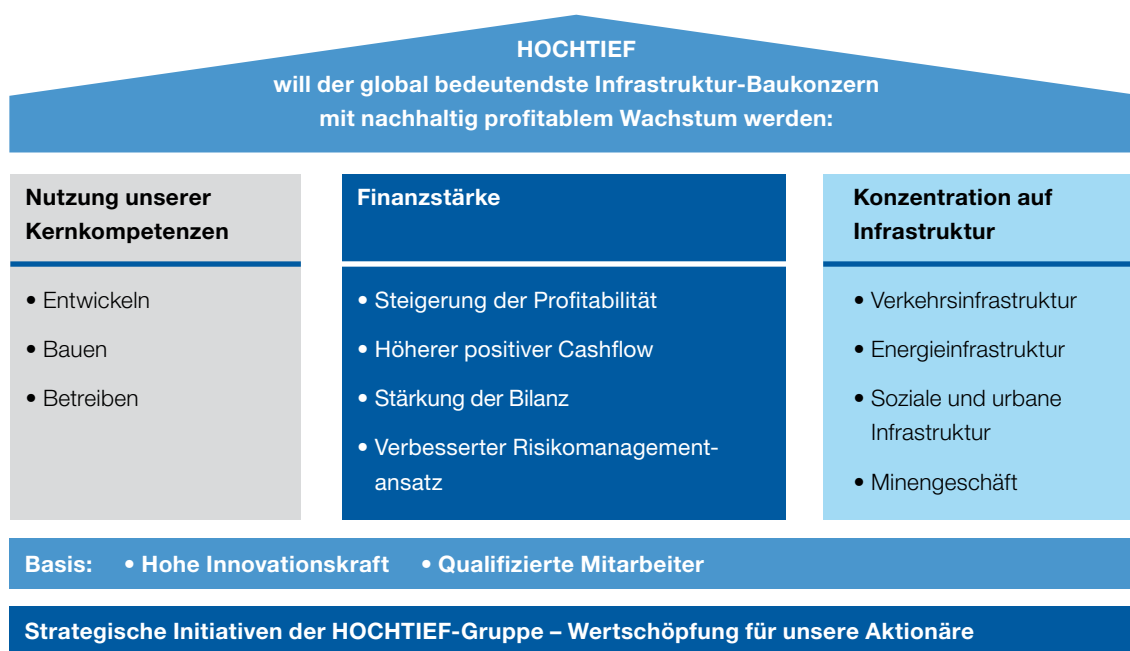 HOCHTIEF
will der global bedeutendste Infrastruktur-Baukonzern
mit nachhaltig profitablem Wachstum werden:
Nutzung unserer
Kernkompetenzen
• Entwickeln
• Bauen
• Betreiben
Finanzstärke
• Steigerung der Profitabilität
• Höherer positiver Cashflow
• Stärkung der Bilanz
• Verbesserter Risikomanagement-
ansatz
Konzentration auf
Infrastruktur
• Verkehrsinfrastruktur
• Energieinfrastruktur
• Soziale und urbane
Infrastruktur
• Minengeschäft
Basis: • Hohe Innovationskraft • Qualifizierte Mitarbeiter
Strategische Initiativen der HOCHTIEF-Gruppe – Wertschöpfung für unsere Aktionäre